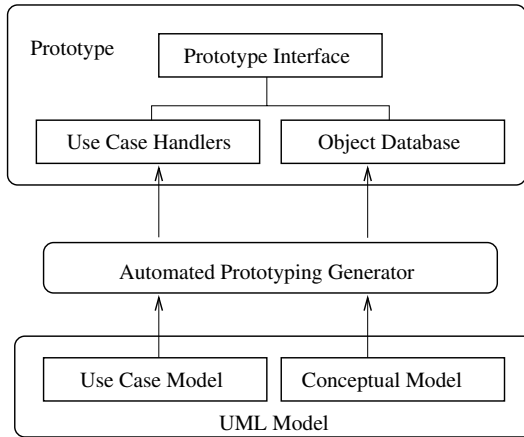 Prototype
Prototype Interface
Use Case Handlers
Object Database
Automated Prototyping Generator
Use Case Model
Conceptual Model
UML Model